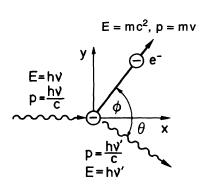 E = mc², p = mv
y
e⁻
E=hν
p=hν/c
ϕ
θ
x
p=hν′/c
E=hν′